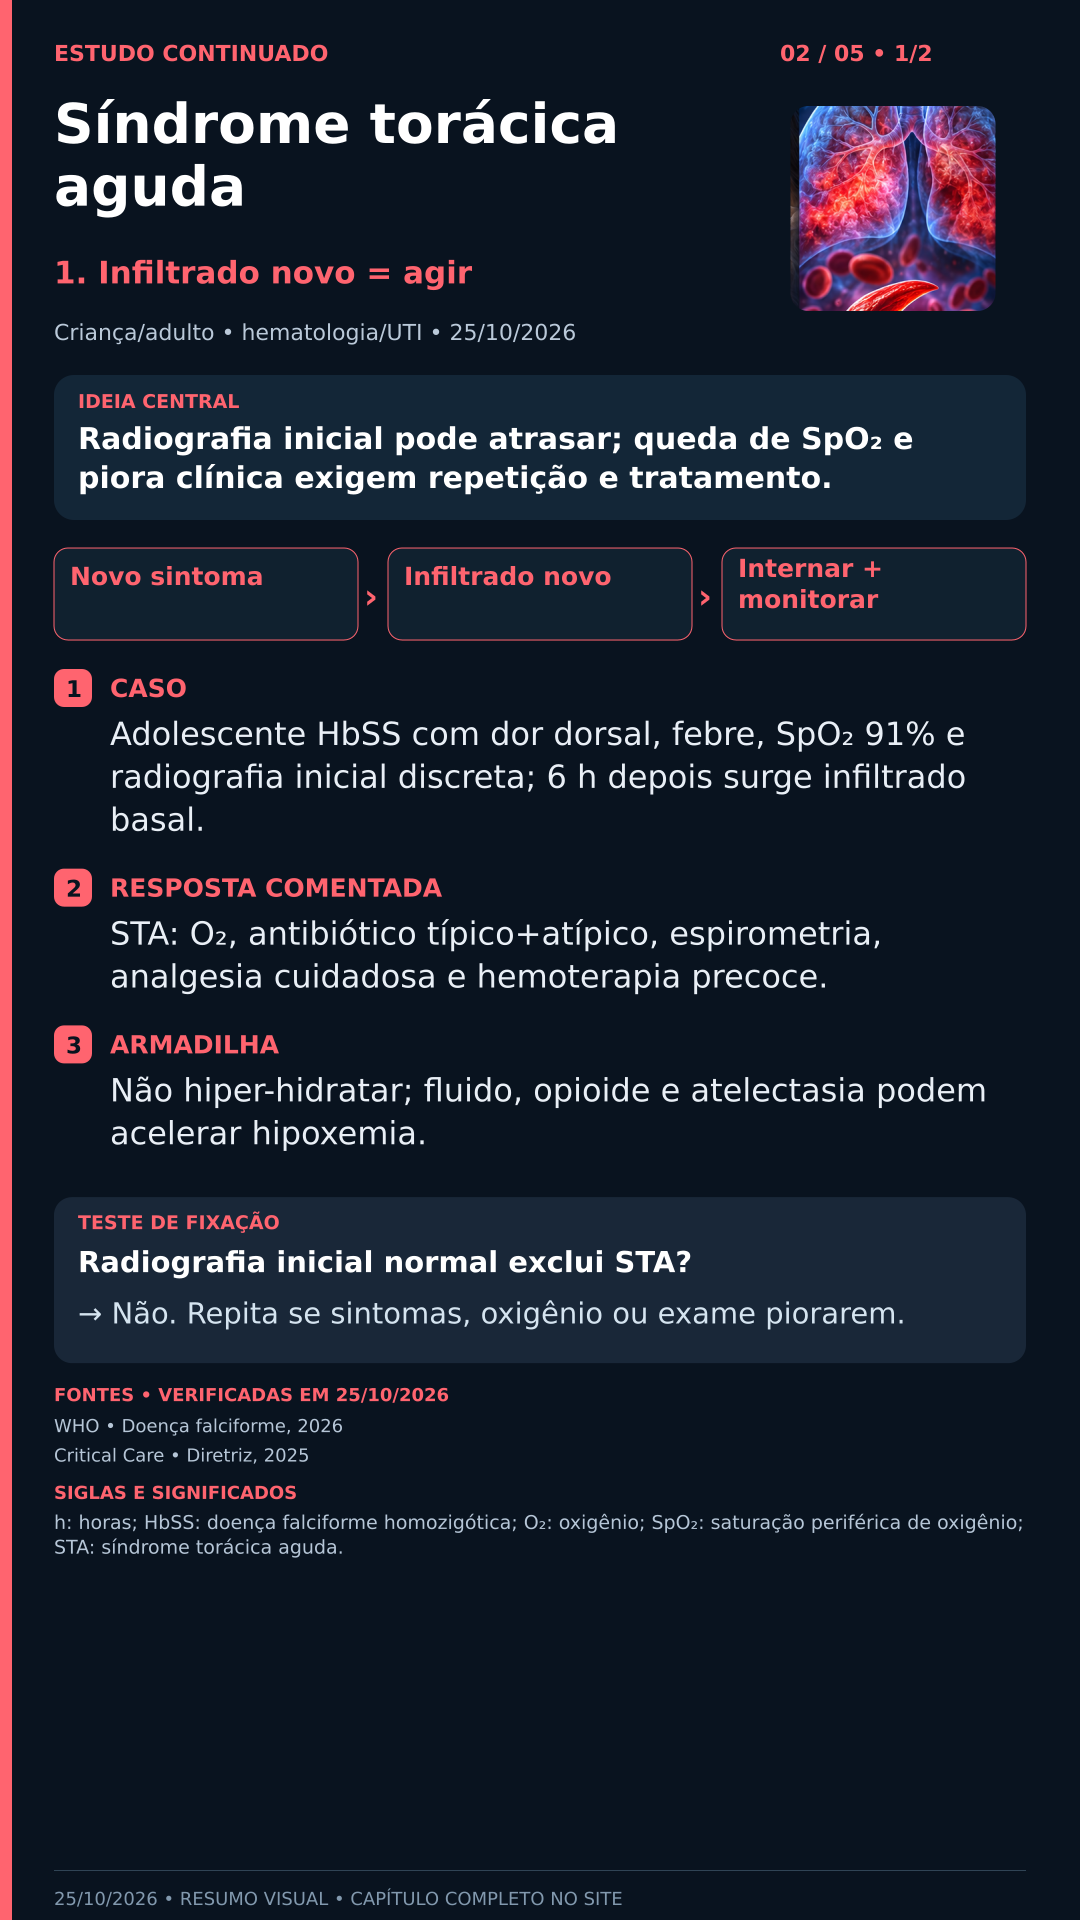 ESTUDO CONTINUADO
02 / 05 • 1/2
Síndrome torácica
aguda
1. Infiltrado novo = agir
Criança/adulto • hematologia/UTI • 25/10/2026
IDEIA CENTRAL
Radiografia inicial pode atrasar; queda de SpO₂ e
piora clínica exigem repetição e tratamento.
Novo sintoma
›
Infiltrado novo
›
Internar +
monitorar
1 CASO
Adolescente HbSS com dor dorsal, febre, SpO₂ 91% e
radiografia inicial discreta; 6 h depois surge infiltrado
basal.
2 RESPOSTA COMENTADA
STA: O₂, antibiótico típico+atípico, espirometria,
analgesia cuidadosa e hemoterapia precoce.
3 ARMADILHA
Não hiper-hidratar; fluido, opioide e atelectasia podem
acelerar hipoxemia.
TESTE DE FIXAÇÃO
Radiografia inicial normal exclui STA?
→ Não. Repita se sintomas, oxigênio ou exame piorarem.
FONTES • VERIFICADAS EM 25/10/2026
WHO • Doença falciforme, 2026
Critical Care • Diretriz, 2025
SIGLAS E SIGNIFICADOS
h: horas; HbSS: doença falciforme homozigótica; O₂: oxigênio; SpO₂: saturação periférica de oxigênio;
STA: síndrome torácica aguda.
25/10/2026 • RESUMO VISUAL • CAPÍTULO COMPLETO NO SITE